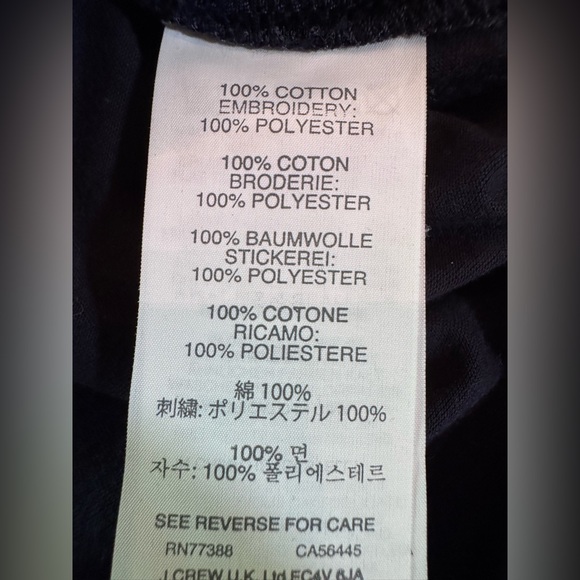 100% COTTON
EMBROIDERY:
100% POLYESTER
100% COTON
BRODERIE:
100% POLYESTER
100% BAUMWOLLE
STICKEREI:
100% POLYESTER
100% COTONE
RICAMO:
100% POLIESTERE
綿 100%
刺繍: ポリエステル 100%
100% 면
자수: 100% 폴리에스테르
SEE REVERSE FOR CARE
RN77388 CA56445
J.CREW U.K. Ltd EC4V 6JA